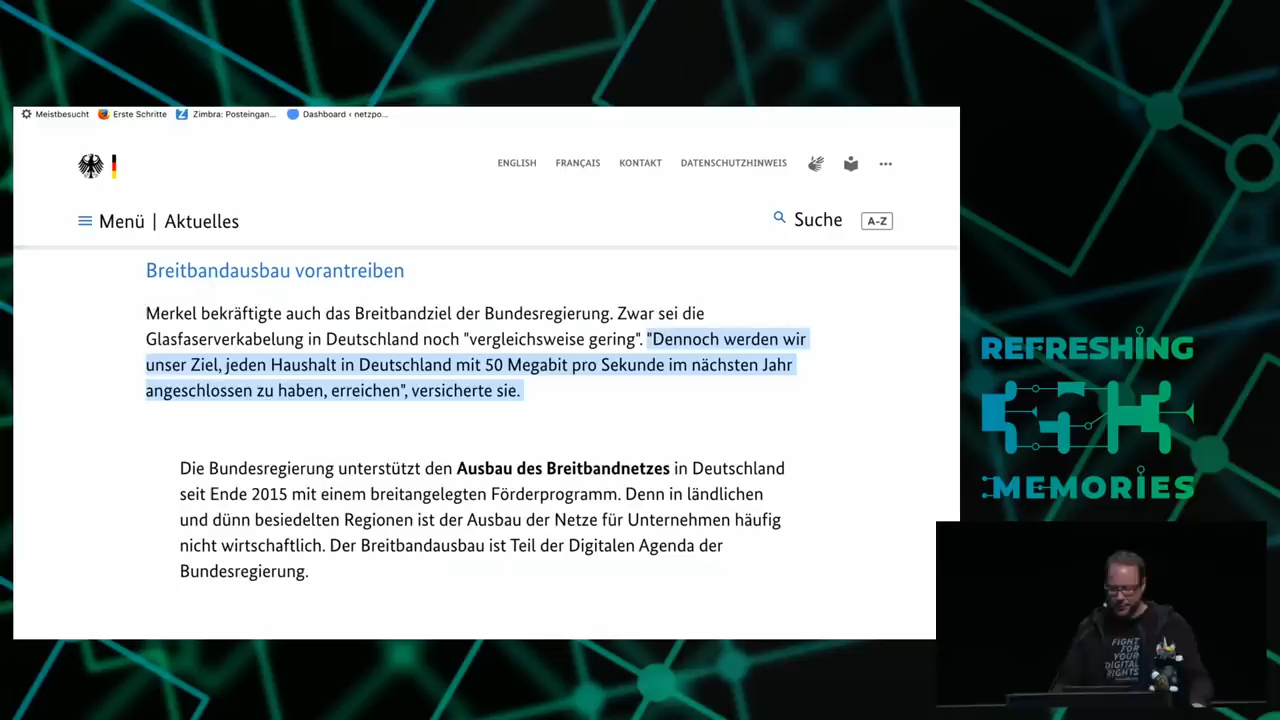 Meistbesucht Erste Schritte Zimbra: Posteingan... Dashboard ‹ netzpo...
ENGLISH FRANÇAIS KONTAKT DATENSCHUTZHINWEIS
Menü | Aktuelles
Suche A-Z
Breitbandausbau vorantreiben
Merkel bekräftigte auch das Breitbandziel der Bundesregierung. Zwar sei die
Glasfaserverkabelung in Deutschland noch "vergleichsweise gering". "Dennoch werden wir
unser Ziel, jeden Haushalt in Deutschland mit 50 Megabit pro Sekunde im nächsten Jahr
angeschlossen zu haben, erreichen", versicherte sie.
Die Bundesregierung unterstützt den Ausbau des Breitbandnetzes in Deutschland
seit Ende 2015 mit einem breitangelegten Förderprogramm. Denn in ländlichen
und dünn besiedelten Regionen ist der Ausbau der Netze für Unternehmen häufig
nicht wirtschaftlich. Der Breitbandausbau ist Teil der Digitalen Agenda der
Bundesregierung.
REFRESHING
MEMORIES
FIGHT
FOR
YOUR
DIGITAL
RIGHTS